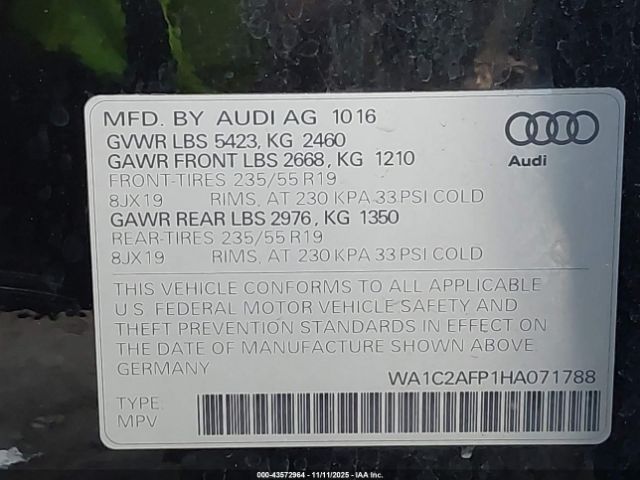 MFD. BY AUDI AG 10 16
GVWR LBS 5423, KG 2460
GAWR FRONT LBS 2668, KG 1210
FRONT-TIRES 235/55 R19
8JX19 RIMS, AT 230 KPA 33 PSI COLD
GAWR REAR LBS 2976, KG 1350
REAR-TIRES 235/55 R19
8JX19 RIMS, AT 230 KPA 33 PSI COLD
Audi
THIS VEHICLE CONFORMS TO ALL APPLICABLE
U.S. FEDERAL MOTOR VEHICLE SAFETY AND
THEFT PREVENTION STANDARDS IN EFFECT ON
THE DATE OF MANUFACTURE SHOWN ABOVE.
GERMANY
WA1C2AFP1HA071788
TYPE:
MPV
000-43572964 - 11/11/2025 - IAAI.COM